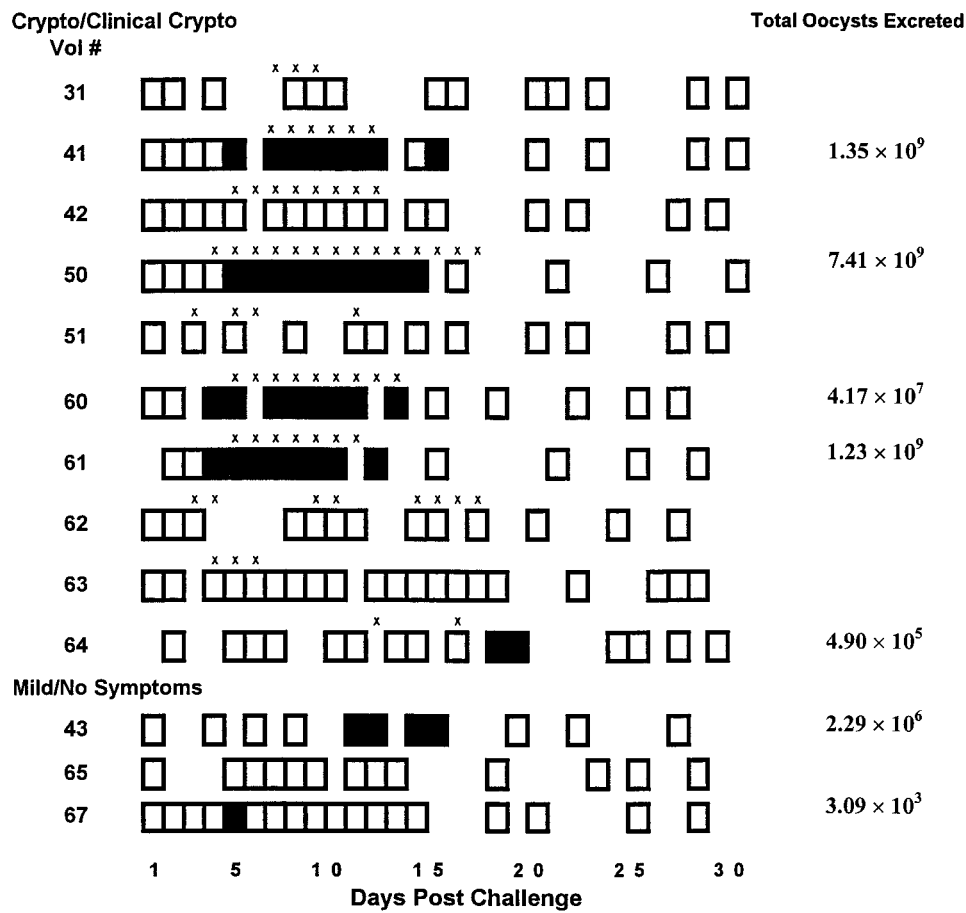 Crypto/Clinical Crypto Total Oocysts Excreted
Vol #
x x x
31
x x x x x x
41 1.35 × 10⁹
x x x x x x x x
42
x x x x x x x x x x x x x x
50 7.41 × 10⁹
x x x x
51
x x x x x x x x x
60 4.17 × 10⁷
x x x x x x x
61 1.23 × 10⁹
x x x x x x x x
62
x x x
63
x x
64 4.90 × 10⁵
Mild/No Symptoms
43 2.29 × 10⁶
65
67 3.09 × 10³
1 5 10 15 20 25 30
Days Post Challenge